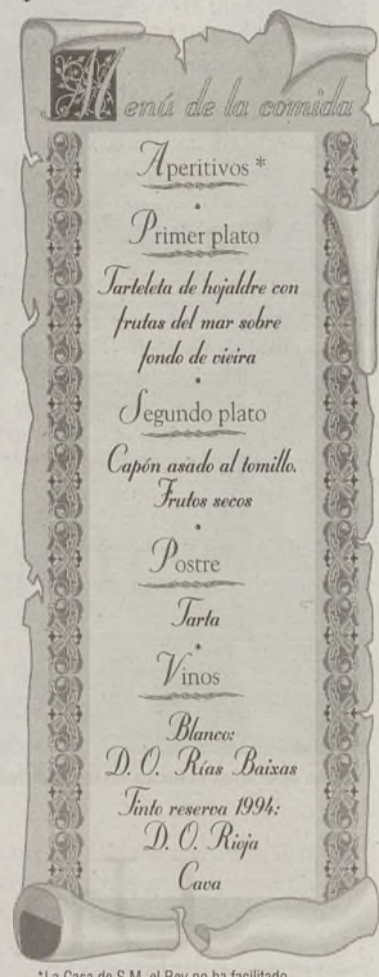 Menú de la comida
Aperitivos *
Primer plato
Tarteleta de hojaldre con
frutas del mar sobre
fondo de vieira
Segundo plato
Capón asado al tomillo.
Frutos secos
Postre
Tarta
Vinos
Blanco:
D. O. Rías Baixas
Tinto reserva 1994:
D. O. Rioja
Cava
*La Casa de S.M. el Rey no ha facilitado